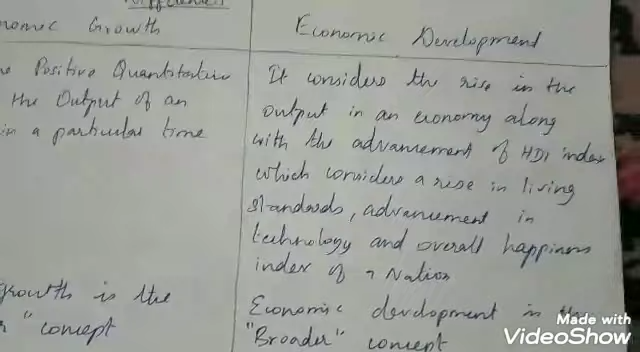 Difference
nomic Growth
Economic Development
Positive Quantitative
the Output of an
in a particular time
It considers the rise in the
output in an economy along
with the advancement of HDI index
which considers a rise in living
standards, advancement in
technology and overall happiness
index of a Nation
Growth is the
" concept
Economic development is the
"Broader" concept
Made with
VideoShow